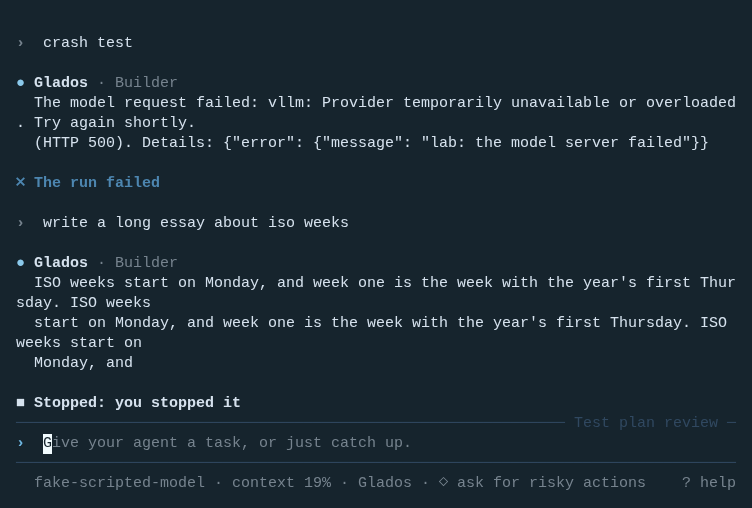 ›  crash test
● Glados · Builder
The model request failed: vllm: Provider temporarily unavailable or overloaded
. Try again shortly.
(HTTP 500). Details: {"error": {"message": "lab: the model server failed"}}
✕ The run failed
›  write a long essay about iso weeks
● Glados · Builder
ISO weeks start on Monday, and week one is the week with the year's first Thur
sday. ISO weeks
start on Monday, and week one is the week with the year's first Thursday. ISO
weeks start on
Monday, and
■ Stopped: you stopped it
Test plan review
›  Give your agent a task, or just catch up.
fake-scripted-model · context 19% · Glados · ◇ ask for risky actions    ? help